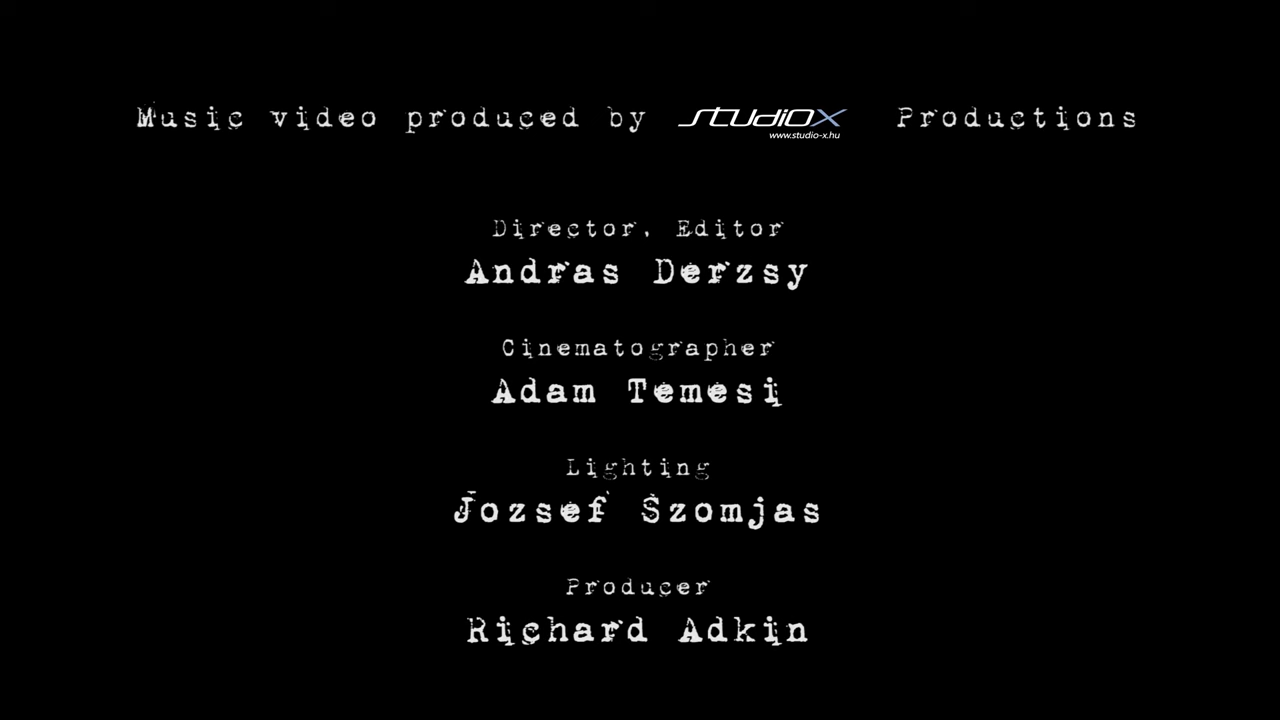 Music video produced by studiox Productions
www.studio-x.hu
Director, Editor
Andras Derzsy
Cinematographer
Adam Temesi
Lighting
Jozsef Szomjas
Producer
Richard Adkin